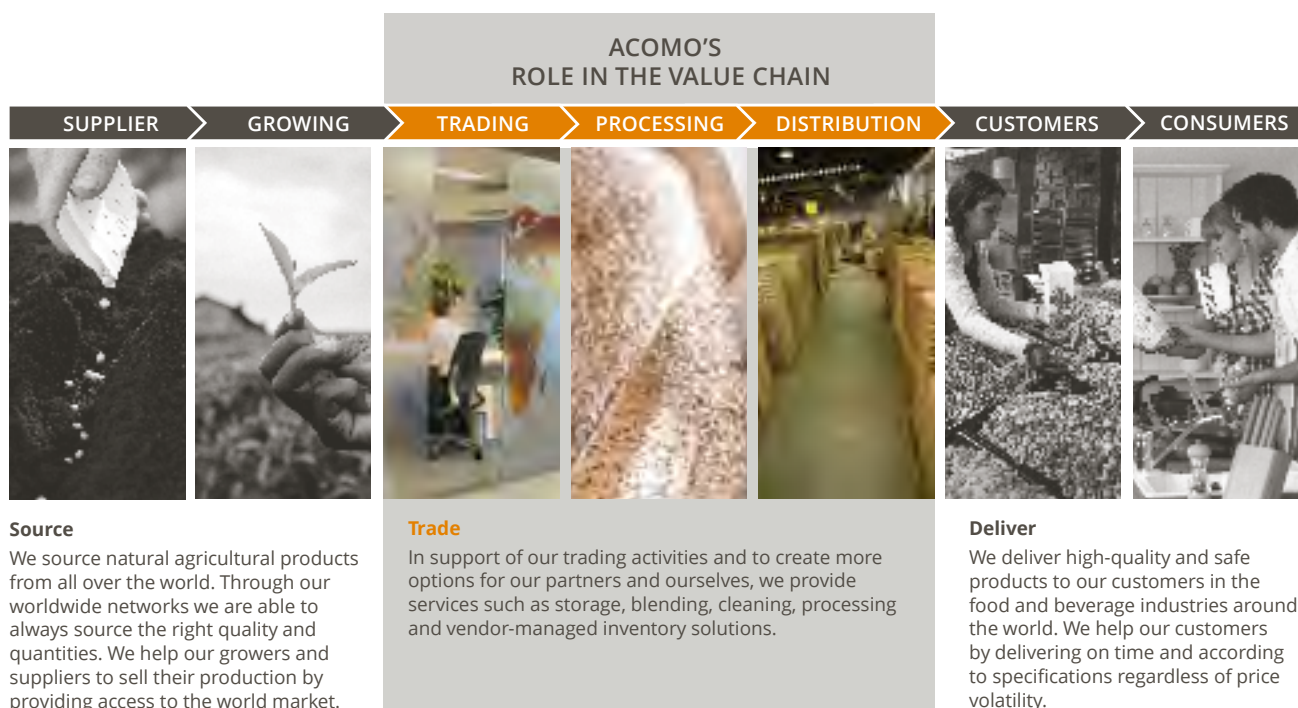 ACOMO’S
ROLE IN THE VALUE CHAIN
SUPPLIER
GROWING
TRADING
PROCESSING
DISTRIBUTION
CUSTOMERS
CONSUMERS
Source
We source natural agricultural products
from all over the world. Through our
worldwide networks we are able to
always source the right quality and
quantities. We help our growers and
suppliers to sell their production by
providing access to the world market.
Trade
In support of our trading activities and to create more
options for our partners and ourselves, we provide
services such as storage, blending, cleaning, processing
and vendor-managed inventory solutions.
Deliver
We deliver high-quality and safe
products to our customers in the
food and beverage industries around
the world. We help our customers
by delivering on time and according
to specifications regardless of price
volatility.